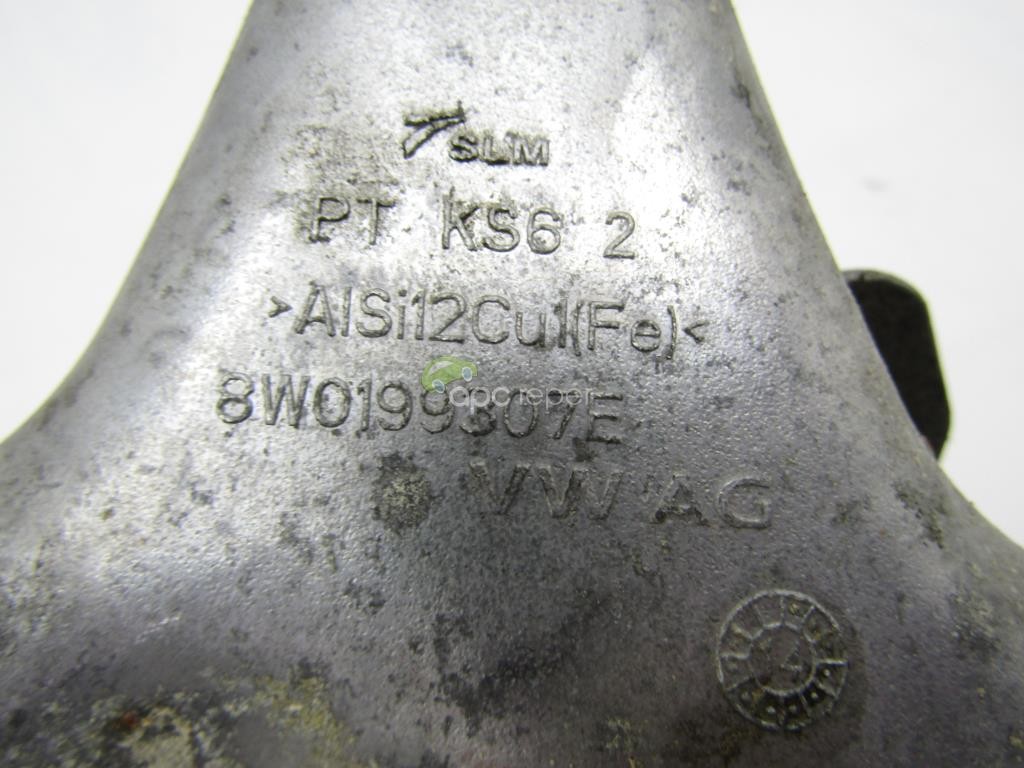 SLM
PT KS6 2
>AlSi12Cu1(Fe)<
8W0199307E
VW AG